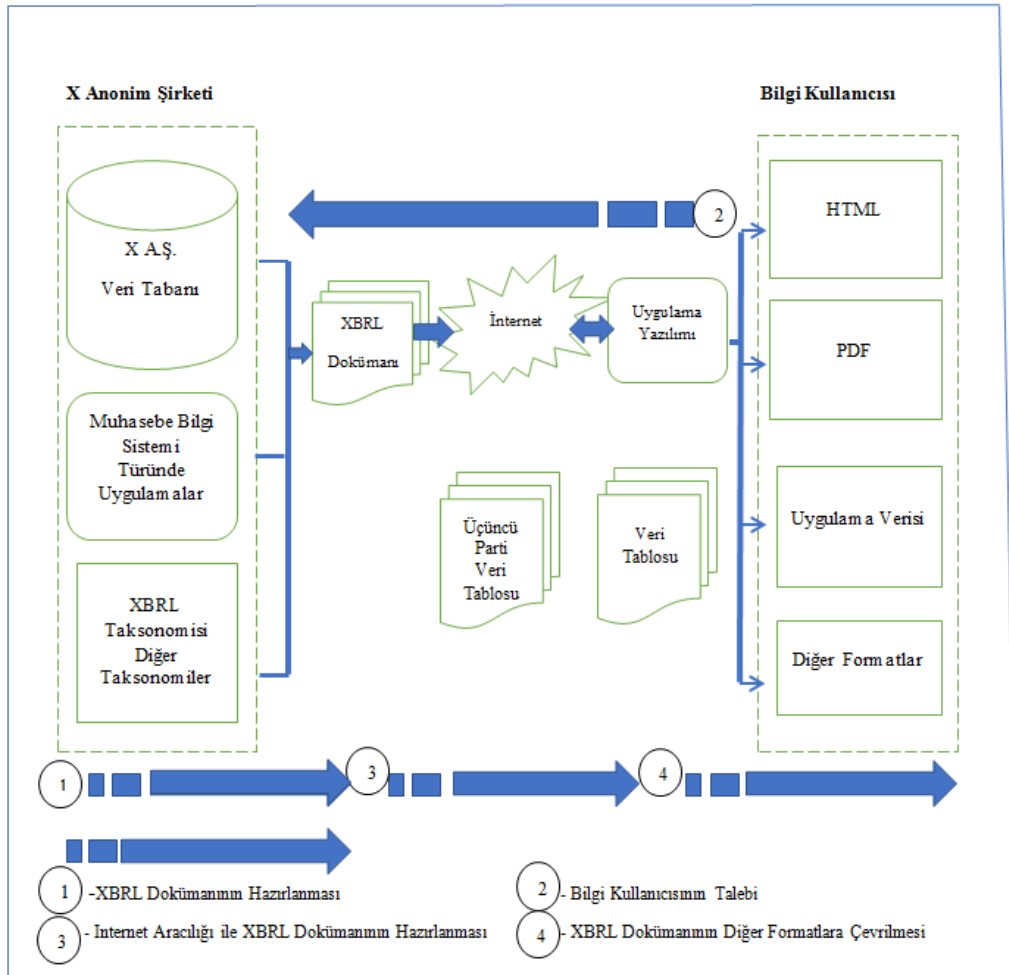 X Anonim Şirketi
Bilgi Kullanıcısı
X A.Ş.
Veri Tabanı
Muhasebe Bilgi
Sistemi
Türünde
Uygulamalar
XBRL
Taksonomisi
Diğer
Taksonomiler
2
XBRL
Dokümanı
İnternet
Uygulama
Yazılımı
Üçüncü
Parti
Veri
Tablosu
Veri
Tablosu
HTML
PDF
Uygulama Verisi
Diğer Formatlar
1
3
4
1 -XBRL Dokümanının Hazırlanması
2 - Bilgi Kullanıcısının Talebi
3 - Internet Aracılığı ile XBRL Dokümanının Hazırlanması
4 - XBRL Dokümanının Diğer Formatlara Çevrilmesi